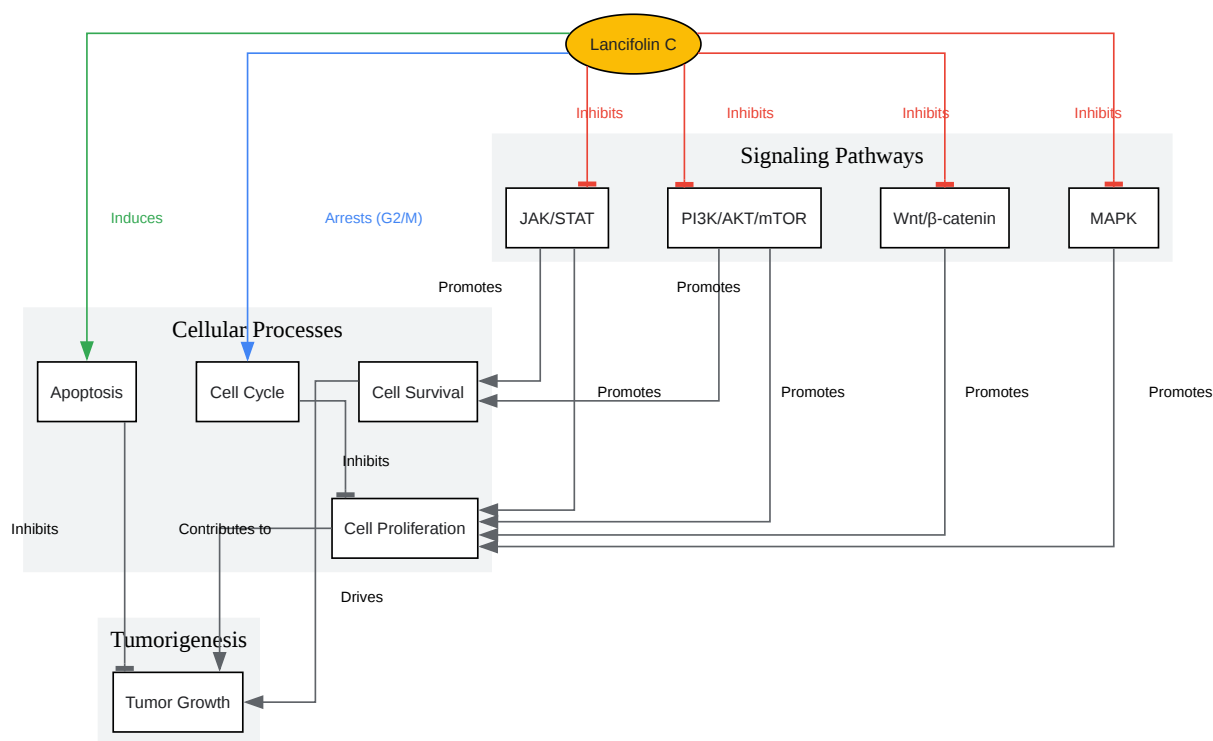 Lancifolin C
Inhibits
Inhibits
Inhibits
Inhibits
Signaling Pathways
Induces
Arrests (G2/M)
JAK/STAT
PI3K/AKT/mTOR
Wnt/β-catenin
MAPK
Promotes
Promotes
Cellular Processes
Apoptosis
Cell Cycle
Cell Survival
Promotes
Promotes
Promotes
Promotes
Inhibits
Inhibits
Contributes to
Cell Proliferation
Drives
Tumorigenesis
Tumor Growth